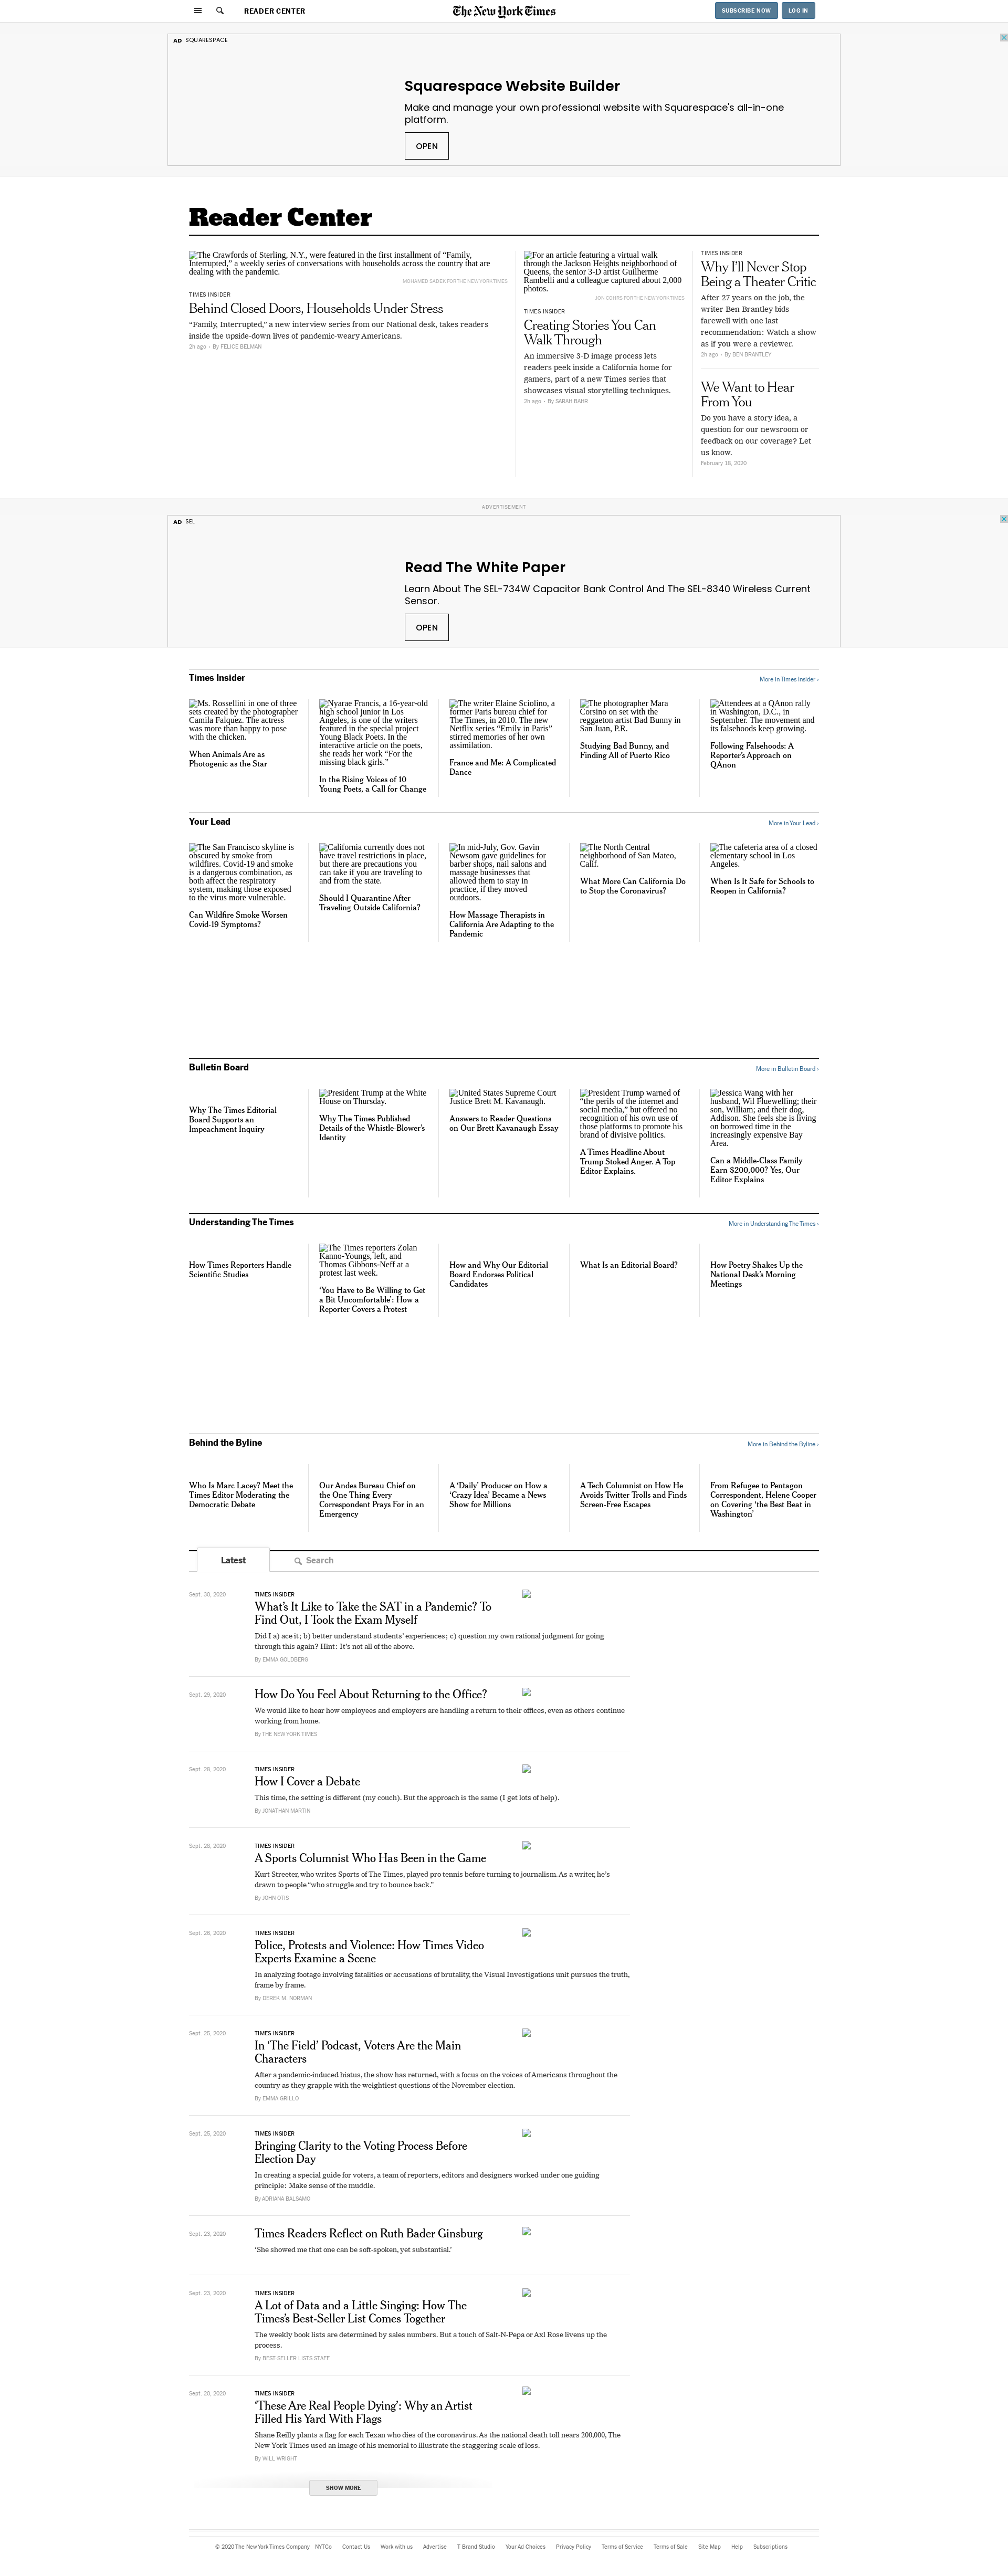 READER CENTER
The New York Times
SUBSCRIBE NOW
LOG IN
AD SQUARESPACE
Squarespace Website Builder
Make and manage your own professional website with Squarespace's all-in-one
platform.
OPEN
Reader Center
The Crawfords of Sterling, N.Y., were featured in the first installment of “Family,
Interrupted,” a weekly series of conversations with households across the country that are
dealing with the pandemic.
MOHAMED SADEK FOR THE NEW YORK TIMES
TIMES INSIDER
Behind Closed Doors, Households Under Stress
“Family, Interrupted,” a new interview series from our National desk, takes readers
inside the upside-down lives of pandemic-weary Americans.
2h ago · By FELICE BELMAN
For an article featuring a virtual walk
through the Jackson Heights neighborhood of
Queens, the senior 3-D artist Guilherme
Rambelli and a colleague captured about 2,000
photos.
JON COHRS FOR THE NEW YORK TIMES
TIMES INSIDER
Creating Stories You Can
Walk Through
An immersive 3-D image process lets
readers peek inside a California home for
gamers, part of a new Times series that
showcases visual storytelling techniques.
2h ago · By SARAH BAHR
TIMES INSIDER
Why I’ll Never Stop
Being a Theater Critic
After 27 years on the job, the
writer Ben Brantley bids
farewell with one last
recommendation: Watch a show
as if you were a reviewer.
2h ago · By BEN BRANTLEY
We Want to Hear
From You
Do you have a story idea, a
question for our newsroom or
feedback on our coverage? Let
us know.
February 18, 2020
ADVERTISEMENT
AD SEL
Read The White Paper
Learn About The SEL-734W Capacitor Bank Control And The SEL-8340 Wireless Current
Sensor.
OPEN
Times Insider
More in Times Insider ›
Ms. Rossellini in one of three
sets created by the photographer
Camila Falquez. The actress
was more than happy to pose
with the chicken.
When Animals Are as
Photogenic as the Star
Nyarae Francis, a 16-year-old
high school junior in Los
Angeles, is one of the writers
featured in the special project
Young Black Poets. In the
interactive article on the poets,
she reads her work “For the
missing black girls.”
In the Rising Voices of 10
Young Poets, a Call for Change
The writer Elaine Sciolino, a
former Paris bureau chief for
The Times, in 2010. The new
Netflix series “Emily in Paris”
stirred memories of her own
assimilation.
France and Me: A Complicated
Dance
The photographer Mara
Corsino on set with the
reggaeton artist Bad Bunny in
San Juan, P.R.
Studying Bad Bunny, and
Finding All of Puerto Rico
Attendees at a QAnon rally
in Washington, D.C., in
September. The movement and
its falsehoods keep growing.
Following Falsehoods: A
Reporter’s Approach on
QAnon
Your Lead
More in Your Lead ›
The San Francisco skyline is
obscured by smoke from
wildfires. Covid-19 and smoke
is a dangerous combination, as
both affect the respiratory
system, making those exposed
to the virus more vulnerable.
Can Wildfire Smoke Worsen
Covid-19 Symptoms?
California currently does not
have travel restrictions in place,
but there are precautions you
can take if you are traveling to
and from the state.
Should I Quarantine After
Traveling Outside California?
In mid-July, Gov. Gavin
Newsom gave guidelines for
barber shops, nail salons and
massage businesses that
allowed them to stay in
practice, if they moved
outdoors.
How Massage Therapists in
California Are Adapting to the
Pandemic
The North Central
neighborhood of San Mateo,
Calif.
What More Can California Do
to Stop the Coronavirus?
The cafeteria area of a closed
elementary school in Los
Angeles.
When Is It Safe for Schools to
Reopen in California?
Bulletin Board
More in Bulletin Board ›
Why The Times Editorial
Board Supports an
Impeachment Inquiry
President Trump at the White
House on Thursday.
Why The Times Published
Details of the Whistle-Blower’s
Identity
United States Supreme Court
Justice Brett M. Kavanaugh.
Answers to Reader Questions
on Our Brett Kavanaugh Essay
President Trump warned of
“the perils of the internet and
social media,” but offered no
recognition of his own use of
those platforms to promote his
brand of divisive politics.
A Times Headline About
Trump Stoked Anger. A Top
Editor Explains.
Jessica Wang with her
husband, Wil Fluewelling; their
son, William; and their dog,
Addison. She feels she is living
on borrowed time in the
increasingly expensive Bay
Area.
Can a Middle-Class Family
Earn $200,000? Yes, Our
Editor Explains
Understanding The Times
More in Understanding The Times ›
How Times Reporters Handle
Scientific Studies
The Times reporters Zolan
Kanno-Youngs, left, and
Thomas Gibbons-Neff at a
protest last week.
‘You Have to Be Willing to Get
a Bit Uncomfortable’: How a
Reporter Covers a Protest
How and Why Our Editorial
Board Endorses Political
Candidates
What Is an Editorial Board?
How Poetry Shakes Up the
National Desk’s Morning
Meetings
Behind the Byline
More in Behind the Byline ›
Who Is Marc Lacey? Meet the
Times Editor Moderating the
Democratic Debate
Our Andes Bureau Chief on
the One Thing Every
Correspondent Prays For in an
Emergency
A ‘Daily’ Producer on How a
‘Crazy Idea’ Became a News
Show for Millions
A Tech Columnist on How He
Avoids Twitter Trolls and Finds
Screen-Free Escapes
From Refugee to Pentagon
Correspondent, Helene Cooper
on Covering ‘the Best Beat in
Washington’
Latest
Search
Sept. 30, 2020
TIMES INSIDER
What’s It Like to Take the SAT in a Pandemic? To
Find Out, I Took the Exam Myself
Did I a) ace it; b) better understand students’ experiences; c) question my own rational judgment for going
through this again? Hint: It’s not all of the above.
By EMMA GOLDBERG
Sept. 29, 2020
How Do You Feel About Returning to the Office?
We would like to hear how employees and employers are handling a return to their offices, even as others continue
working from home.
By THE NEW YORK TIMES
Sept. 28, 2020
TIMES INSIDER
How I Cover a Debate
This time, the setting is different (my couch). But the approach is the same (I get lots of help).
By JONATHAN MARTIN
Sept. 28, 2020
TIMES INSIDER
A Sports Columnist Who Has Been in the Game
Kurt Streeter, who writes Sports of The Times, played pro tennis before turning to journalism. As a writer, he’s
drawn to people “who struggle and try to bounce back.”
By JOHN OTIS
Sept. 26, 2020
TIMES INSIDER
Police, Protests and Violence: How Times Video
Experts Examine a Scene
In analyzing footage involving fatalities or accusations of brutality, the Visual Investigations unit pursues the truth,
frame by frame.
By DEREK M. NORMAN
Sept. 25, 2020
TIMES INSIDER
In ‘The Field’ Podcast, Voters Are the Main
Characters
After a pandemic-induced hiatus, the show has returned, with a focus on the voices of Americans throughout the
country as they grapple with the weightiest questions of the November election.
By EMMA GRILLO
Sept. 25, 2020
TIMES INSIDER
Bringing Clarity to the Voting Process Before
Election Day
In creating a special guide for voters, a team of reporters, editors and designers worked under one guiding
principle: Make sense of the muddle.
By ADRIANA BALSAMO
Sept. 23, 2020
Times Readers Reflect on Ruth Bader Ginsburg
‘She showed me that one can be soft-spoken, yet substantial.’
Sept. 23, 2020
TIMES INSIDER
A Lot of Data and a Little Singing: How The
Times’s Best-Seller List Comes Together
The weekly book lists are determined by sales numbers. But a touch of Salt-N-Pepa or Axl Rose livens up the
process.
By BEST-SELLER LISTS STAFF
Sept. 20, 2020
TIMES INSIDER
‘These Are Real People Dying’: Why an Artist
Filled His Yard With Flags
Shane Reilly plants a flag for each Texan who dies of the coronavirus. As the national death toll nears 200,000, The
New York Times used an image of his memorial to illustrate the staggering scale of loss.
By WILL WRIGHT
SHOW MORE
© 2020 The New York Times Company NYTCo Contact Us Work with us Advertise T Brand Studio Your Ad Choices Privacy Policy Terms of Service Terms of Sale Site Map Help Subscriptions